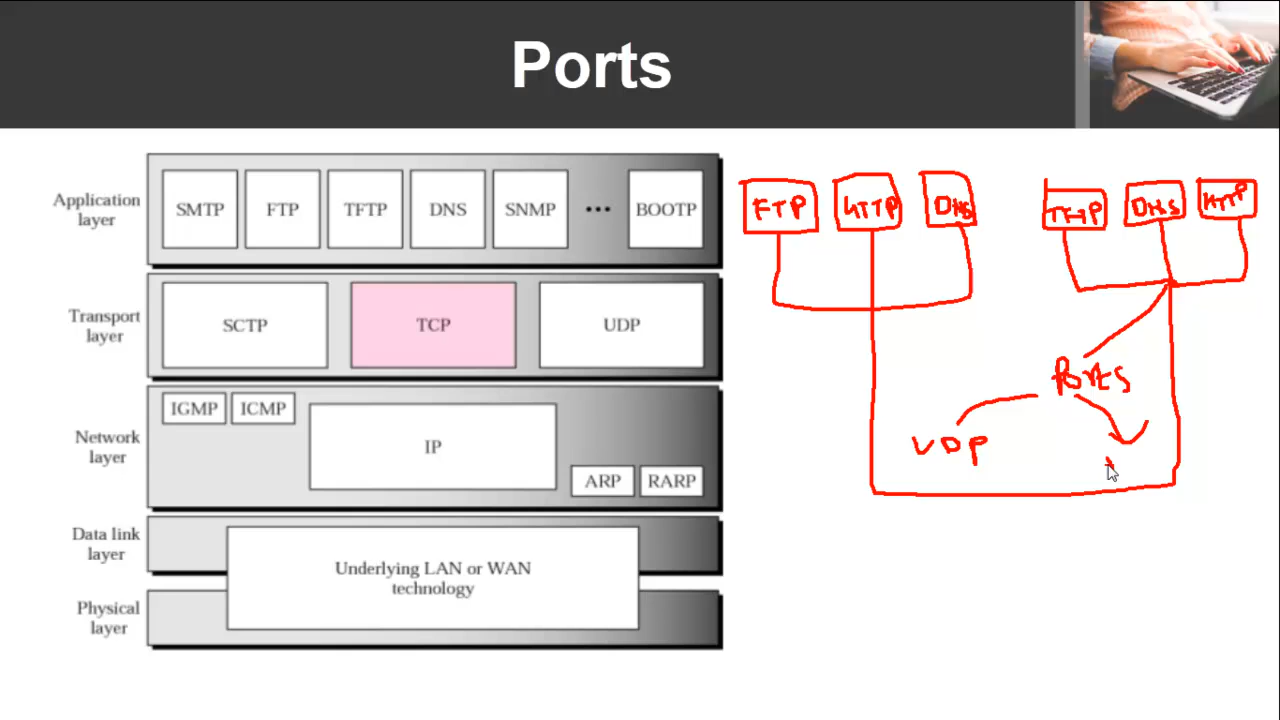 Ports
Application
layer
SMTP FTP TFTP DNS SNMP ... BOOTP
Transport
layer
SCTP TCP UDP
Network
layer
IGMP ICMP
IP
ARP RARP
Data link
layer
Underlying LAN or WAN
technology
Physical
layer
FTP HTTP DNS
TFTP DNS HTTP
Ports
UDP